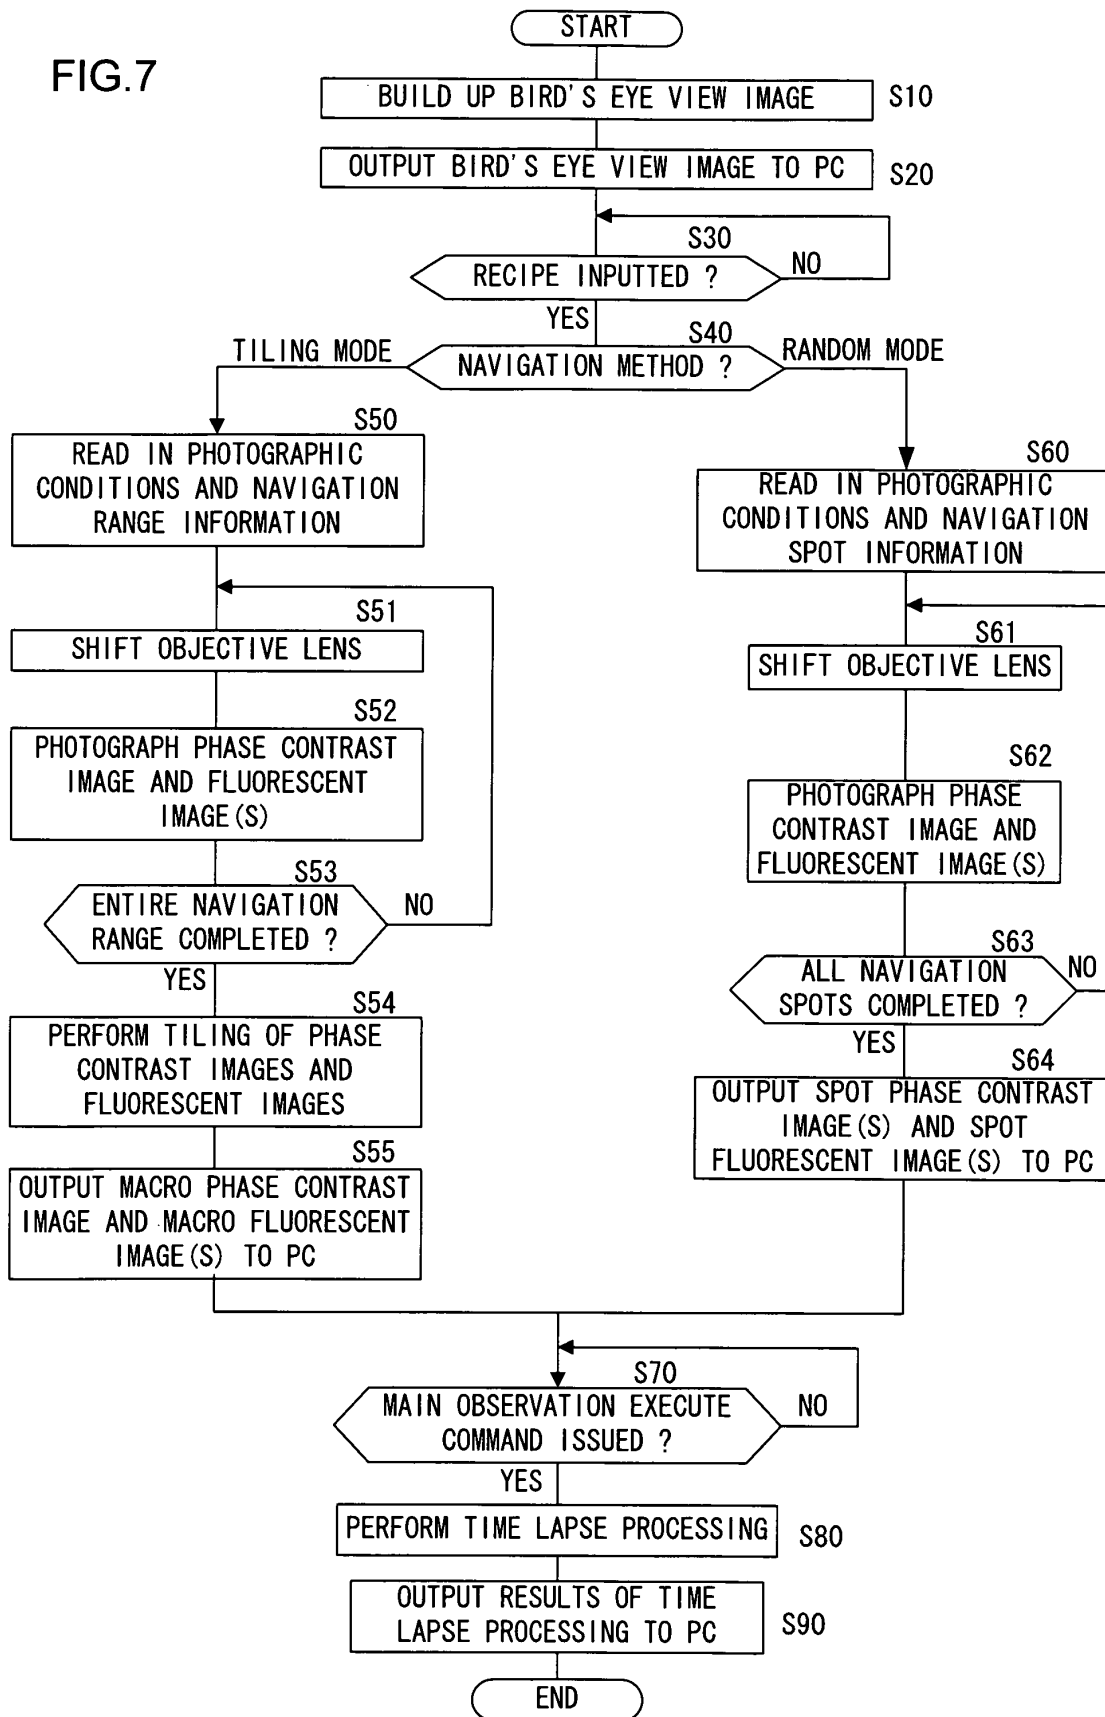 FIG.7
START
BUILD UP BIRD'S EYE VIEW IMAGE
S10
OUTPUT BIRD'S EYE VIEW IMAGE TO PC
S20
S30
RECIPE INPUTTED ?
NO
YES
S40
TILING MODE
NAVIGATION METHOD ?
RANDOM MODE
S50
READ IN PHOTOGRAPHIC
CONDITIONS AND NAVIGATION
RANGE INFORMATION
S51
SHIFT OBJECTIVE LENS
S52
PHOTOGRAPH PHASE CONTRAST
IMAGE AND FLUORESCENT
IMAGE(S)
S53
ENTIRE NAVIGATION
RANGE COMPLETED ?
NO
YES
S54
PERFORM TILING OF PHASE
CONTRAST IMAGES AND
FLUORESCENT IMAGES
S55
OUTPUT MACRO PHASE CONTRAST
IMAGE AND MACRO FLUORESCENT
IMAGE(S) TO PC
S60
READ IN PHOTOGRAPHIC
CONDITIONS AND NAVIGATION
SPOT INFORMATION
S61
SHIFT OBJECTIVE LENS
S62
PHOTOGRAPH PHASE
CONTRAST IMAGE AND
FLUORESCENT IMAGE(S)
S63
ALL NAVIGATION
SPOTS COMPLETED ?
NO
YES
S64
OUTPUT SPOT PHASE CONTRAST
IMAGE(S) AND SPOT
FLUORESCENT IMAGE(S) TO PC
S70
MAIN OBSERVATION EXECUTE
COMMAND ISSUED ?
NO
YES
PERFORM TIME LAPSE PROCESSING
S80
OUTPUT RESULTS OF TIME
LAPSE PROCESSING TO PC
S90
END